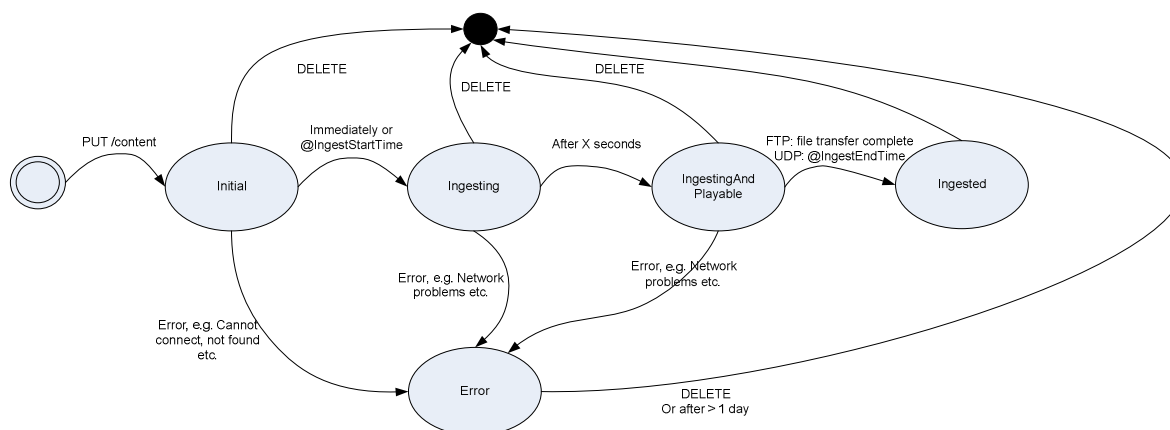 DELETE
DELETE
DELETE
PUT /content
Immediately or
@IngestStartTime
After X seconds
FTP: file transfer complete
UDP: @IngestEndTime
Initial
Ingesting
IngestingAnd
Playable
Ingested
Error, e.g. Network
problems etc.
Error, e.g. Network
problems etc.
Error, e.g. Cannot
connect, not found
etc.
Error
DELETE
Or after > 1 day